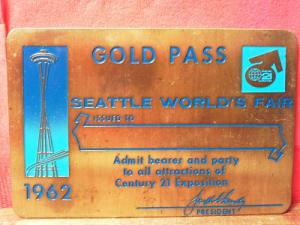 GOLD PASS
SEATTLE WORLD'S FAIR
ISSUED TO
Admit bearer and party
to all attractions of
Century 21 Exposition
1962
PRESIDENT